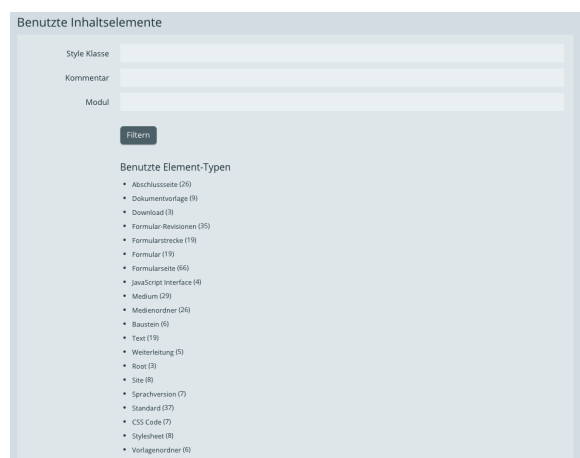 Benutzte Inhaltselemente
Style Klasse
Kommentar
Modul
Filtern
Benutzte Element-Typen
• Abschlussseite (26)
• Dokumentvorlage (9)
• Download (3)
• Formular-Revisionen (35)
• Formularstrecke (19)
• Formular (19)
• Formularseite (66)
• JavaScript Interface (4)
• Medium (29)
• Medienordner (26)
• Baustein (6)
• Text (19)
• Weiterleitung (5)
• Root (3)
• Site (8)
• Sprachversion (7)
• Standard (37)
• CSS Code (7)
• Stylesheet (8)
• Vorlagenordner (6)